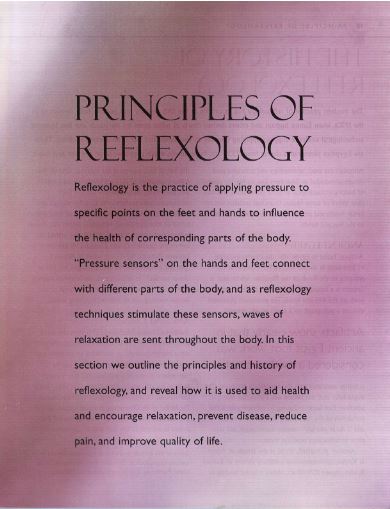 PRINCIPLES OF
REFLEXOLOGY
Reflexology is the practice of applying pressure to
specific points on the feet and hands to influence
the health of corresponding parts of the body.
"Pressure sensors" on the hands and feet connect
with different parts of the body, and as reflexology
techniques stimulate these sensors, waves of
relaxation are sent throughout the body. In this
section we outline the principles and history of
reflexology, and reveal how it is used to aid health
and encourage relaxation, prevent disease, reduce
pain, and improve quality of life.